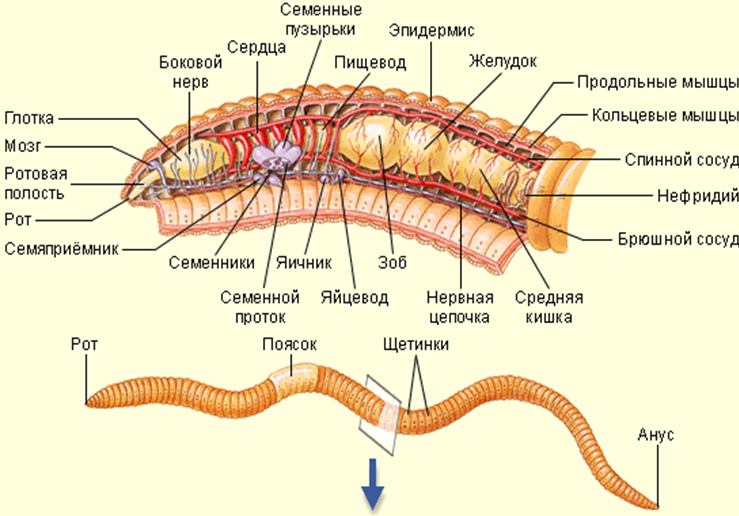 Семенные
пузырьки
Эпидермис
Сердца
Боковой
нерв
Пищевод
Желудок
Продольные мышцы
Глотка
Кольцевые мышцы
Мозг
Спинной сосуд
Ротовая
полость
Нефридий
Рот
Брюшной сосуд
Семяприёмник
Семенники
Яичник
Зоб
Семенной
проток
Яйцевод
Нервная
цепочка
Средняя
кишка
Рот
Поясок
Щетинки
Анус